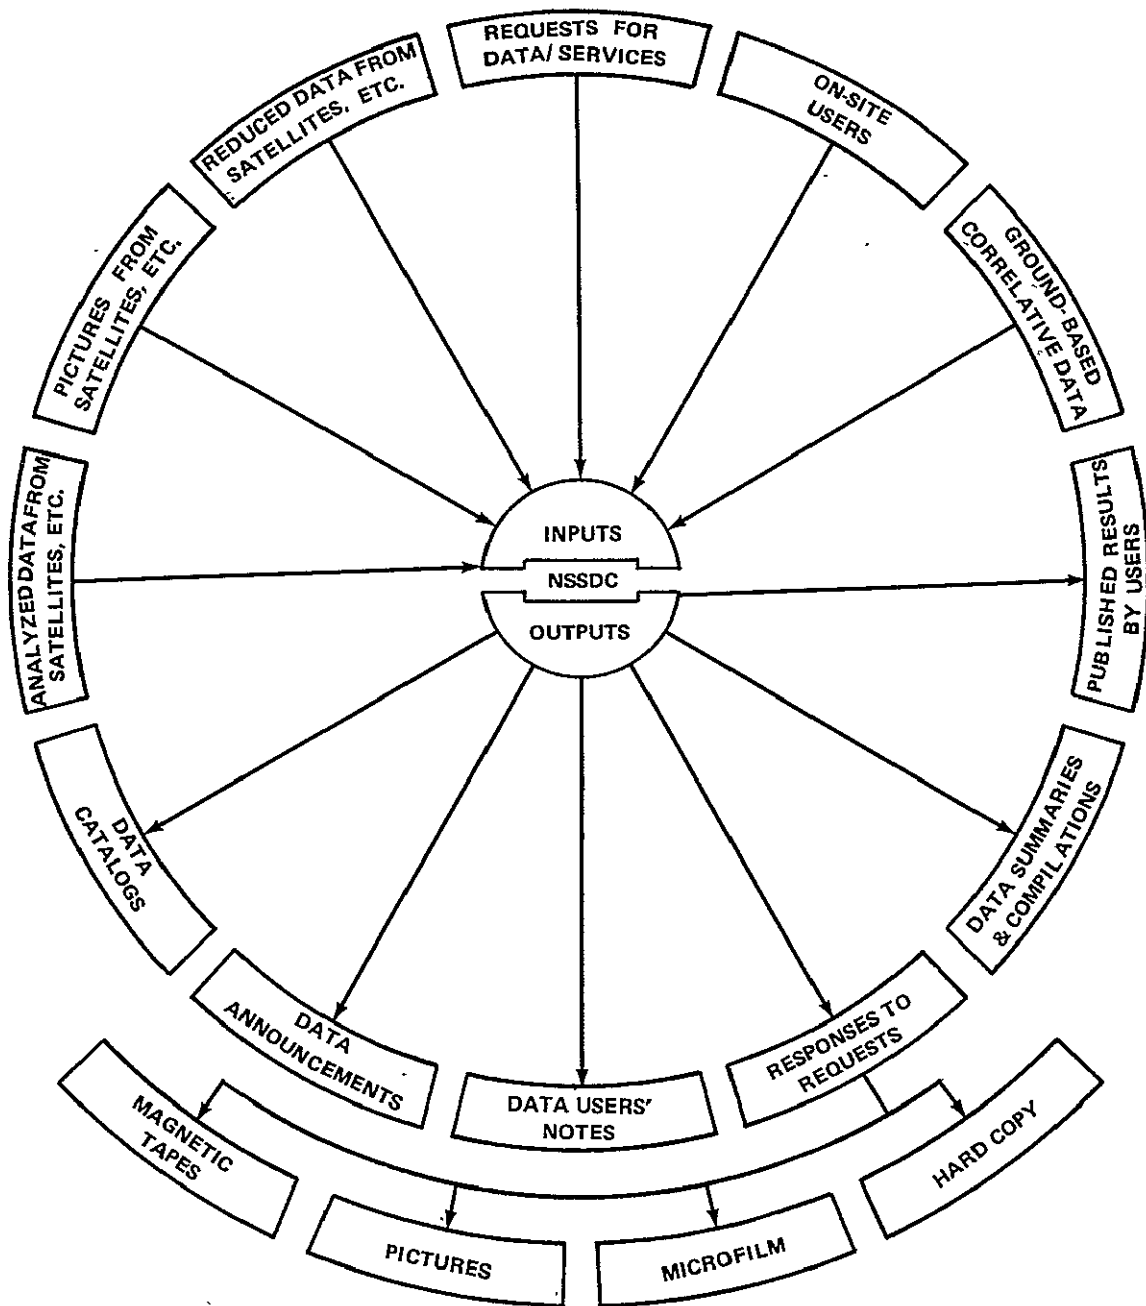 REQUESTS FOR
DATA/ SERVICES
REDUCED DATA FROM
SATELLITES, ETC.
ON-SITE
USERS
PICTURES FROM
SATELLITES, ETC.
GROUND-BASED
CORRELATIVE DATA
ANALYZED DATA FROM
SATELLITES, ETC.
INPUTS
NSSDC
OUTPUTS
PUBLISHED RESULTS
BY USERS
DATA
CATALOGS
DATA SUMMARIES
& COMPILATIONS
DATA
ANNOUNCEMENTS
DATA USERS'
NOTES
RESPONSES TO
REQUESTS
MAGNETIC
TAPES
PICTURES
MICROFILM
HARD COPY